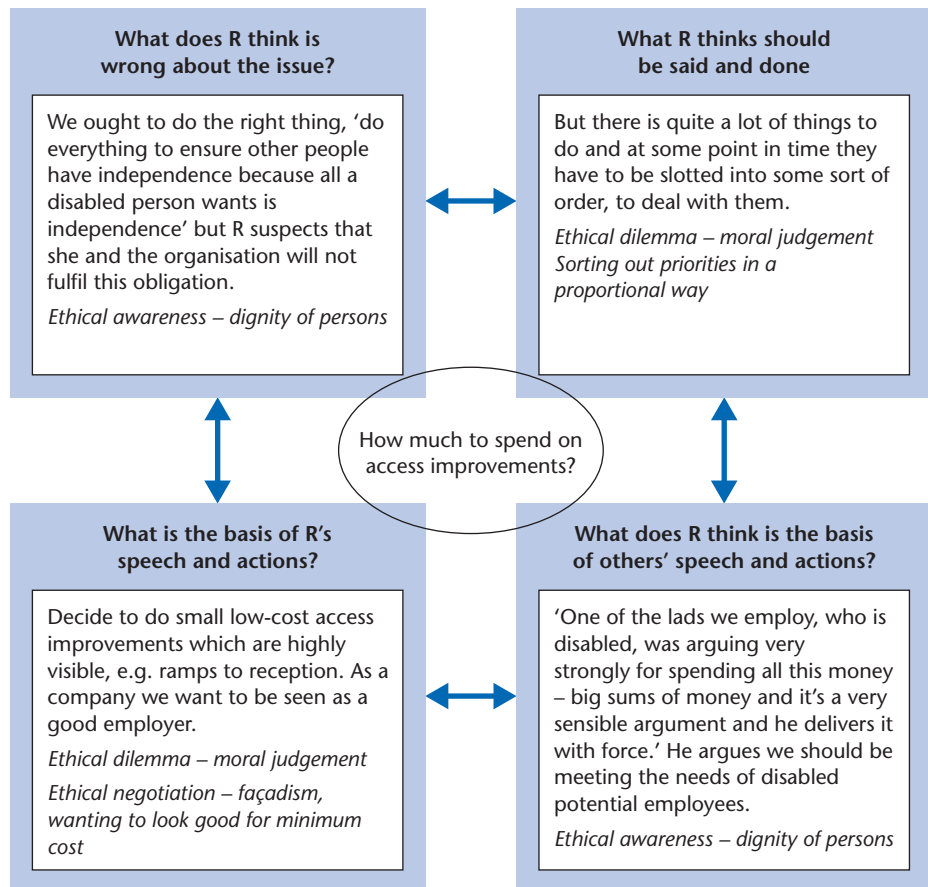 What does R think is
wrong about the issue?
We ought to do the right thing, ‘do
everything to ensure other people
have independence because all a
disabled person wants is
independence’ but R suspects that
she and the organisation will not
fulfil this obligation.
Ethical awareness – dignity of persons
What R thinks should
be said and done
But there is quite a lot of things to
do and at some point in time they
have to be slotted into some sort of
order, to deal with them.
Ethical dilemma – moral judgement
Sorting out priorities in a
proportional way
How much to spend on
access improvements?
What is the basis of R’s
speech and actions?
Decide to do small low-cost access
improvements which are highly
visible, e.g. ramps to reception. As a
company we want to be seen as a
good employer.
Ethical dilemma – moral judgement
Ethical negotiation – façadism,
wanting to look good for minimum
cost
What does R think is the basis
of others’ speech and actions?
‘One of the lads we employ, who is
disabled, was arguing very
strongly for spending all this money
– big sums of money and it’s a very
sensible argument and he delivers it
with force.’ He argues we should be
meeting the needs of disabled
potential employees.
Ethical awareness – dignity of persons